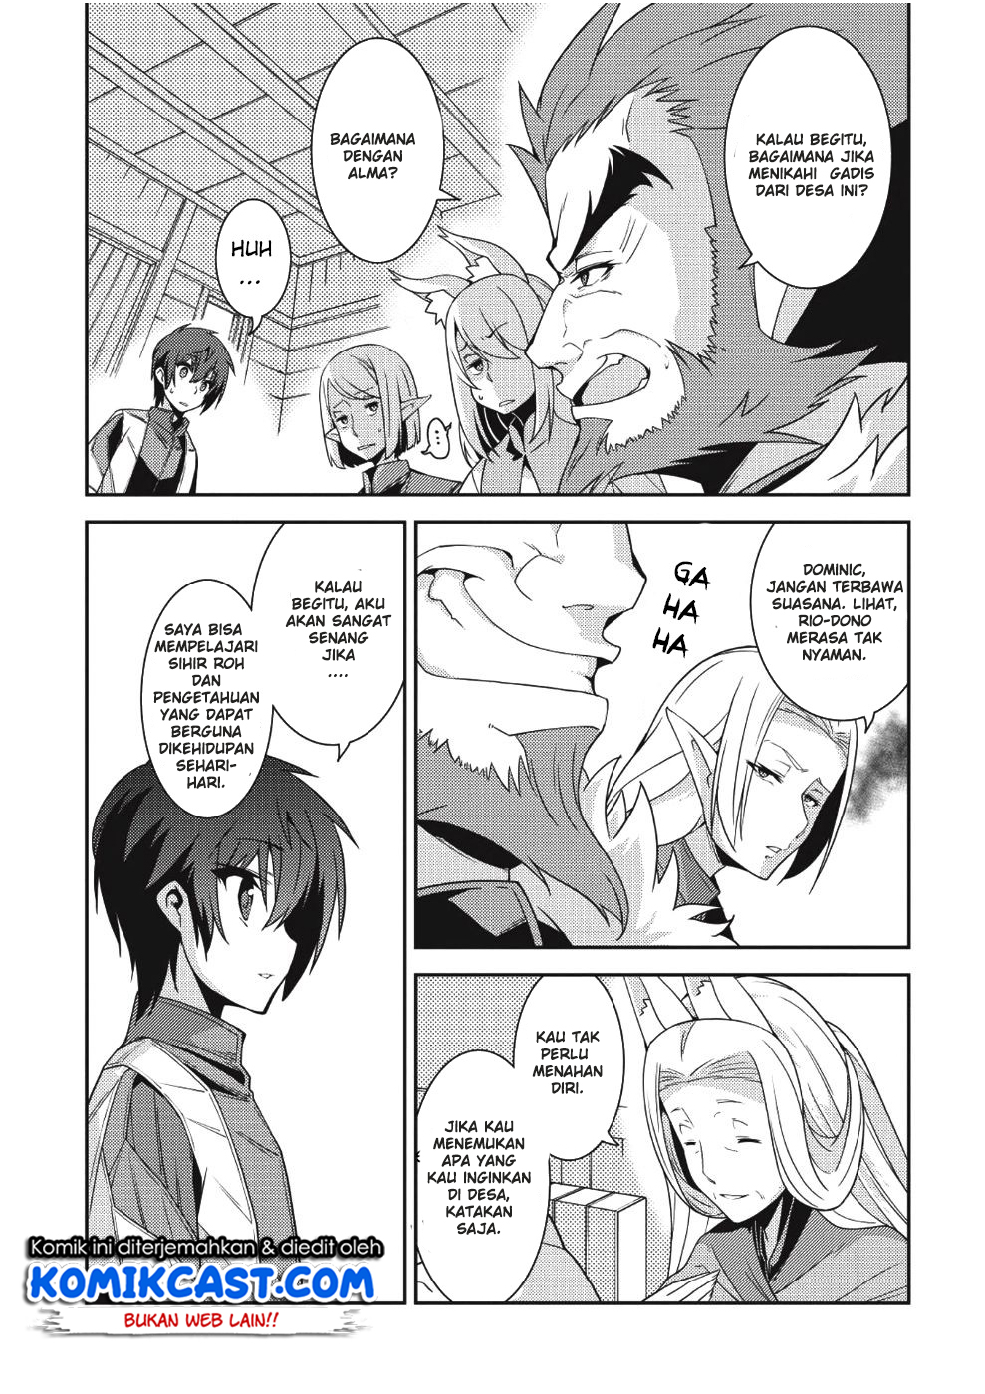 KALAU BEGITU,
BAGAIMANA JIKA
MENIKAHI GADIS
DARI DESA INI?
BAGAIMANA
DENGAN
ALMA?
HUH
...
...
DOMINIC,
JANGAN TERBAWA
SUASANA. LIHAT,
RIO-DONO
MERASA TAK
NYAMAN.
GA
HA
HA
KALAU
BEGITU, AKU
AKAN SANGAT
SENANG
JIKA
....
SAYA BISA
MEMPELAJARI
SIHIR ROH
DAN
PENGETAHUAN
YANG DAPAT
BERGUNA
DIKEHIDUPAN
SEHARI-
HARI.
KAU TAK
PERLU
MENAHAN
DIRI.
JIKA KAU
MENEMUKAN
APA YANG
KAU INGINKAN
DI DESA,
KATAKAN
SAJA.
Komik ini diterjemahkan & diedit oleh
KOMIKCAST.COM
BUKAN WEB LAIN!!